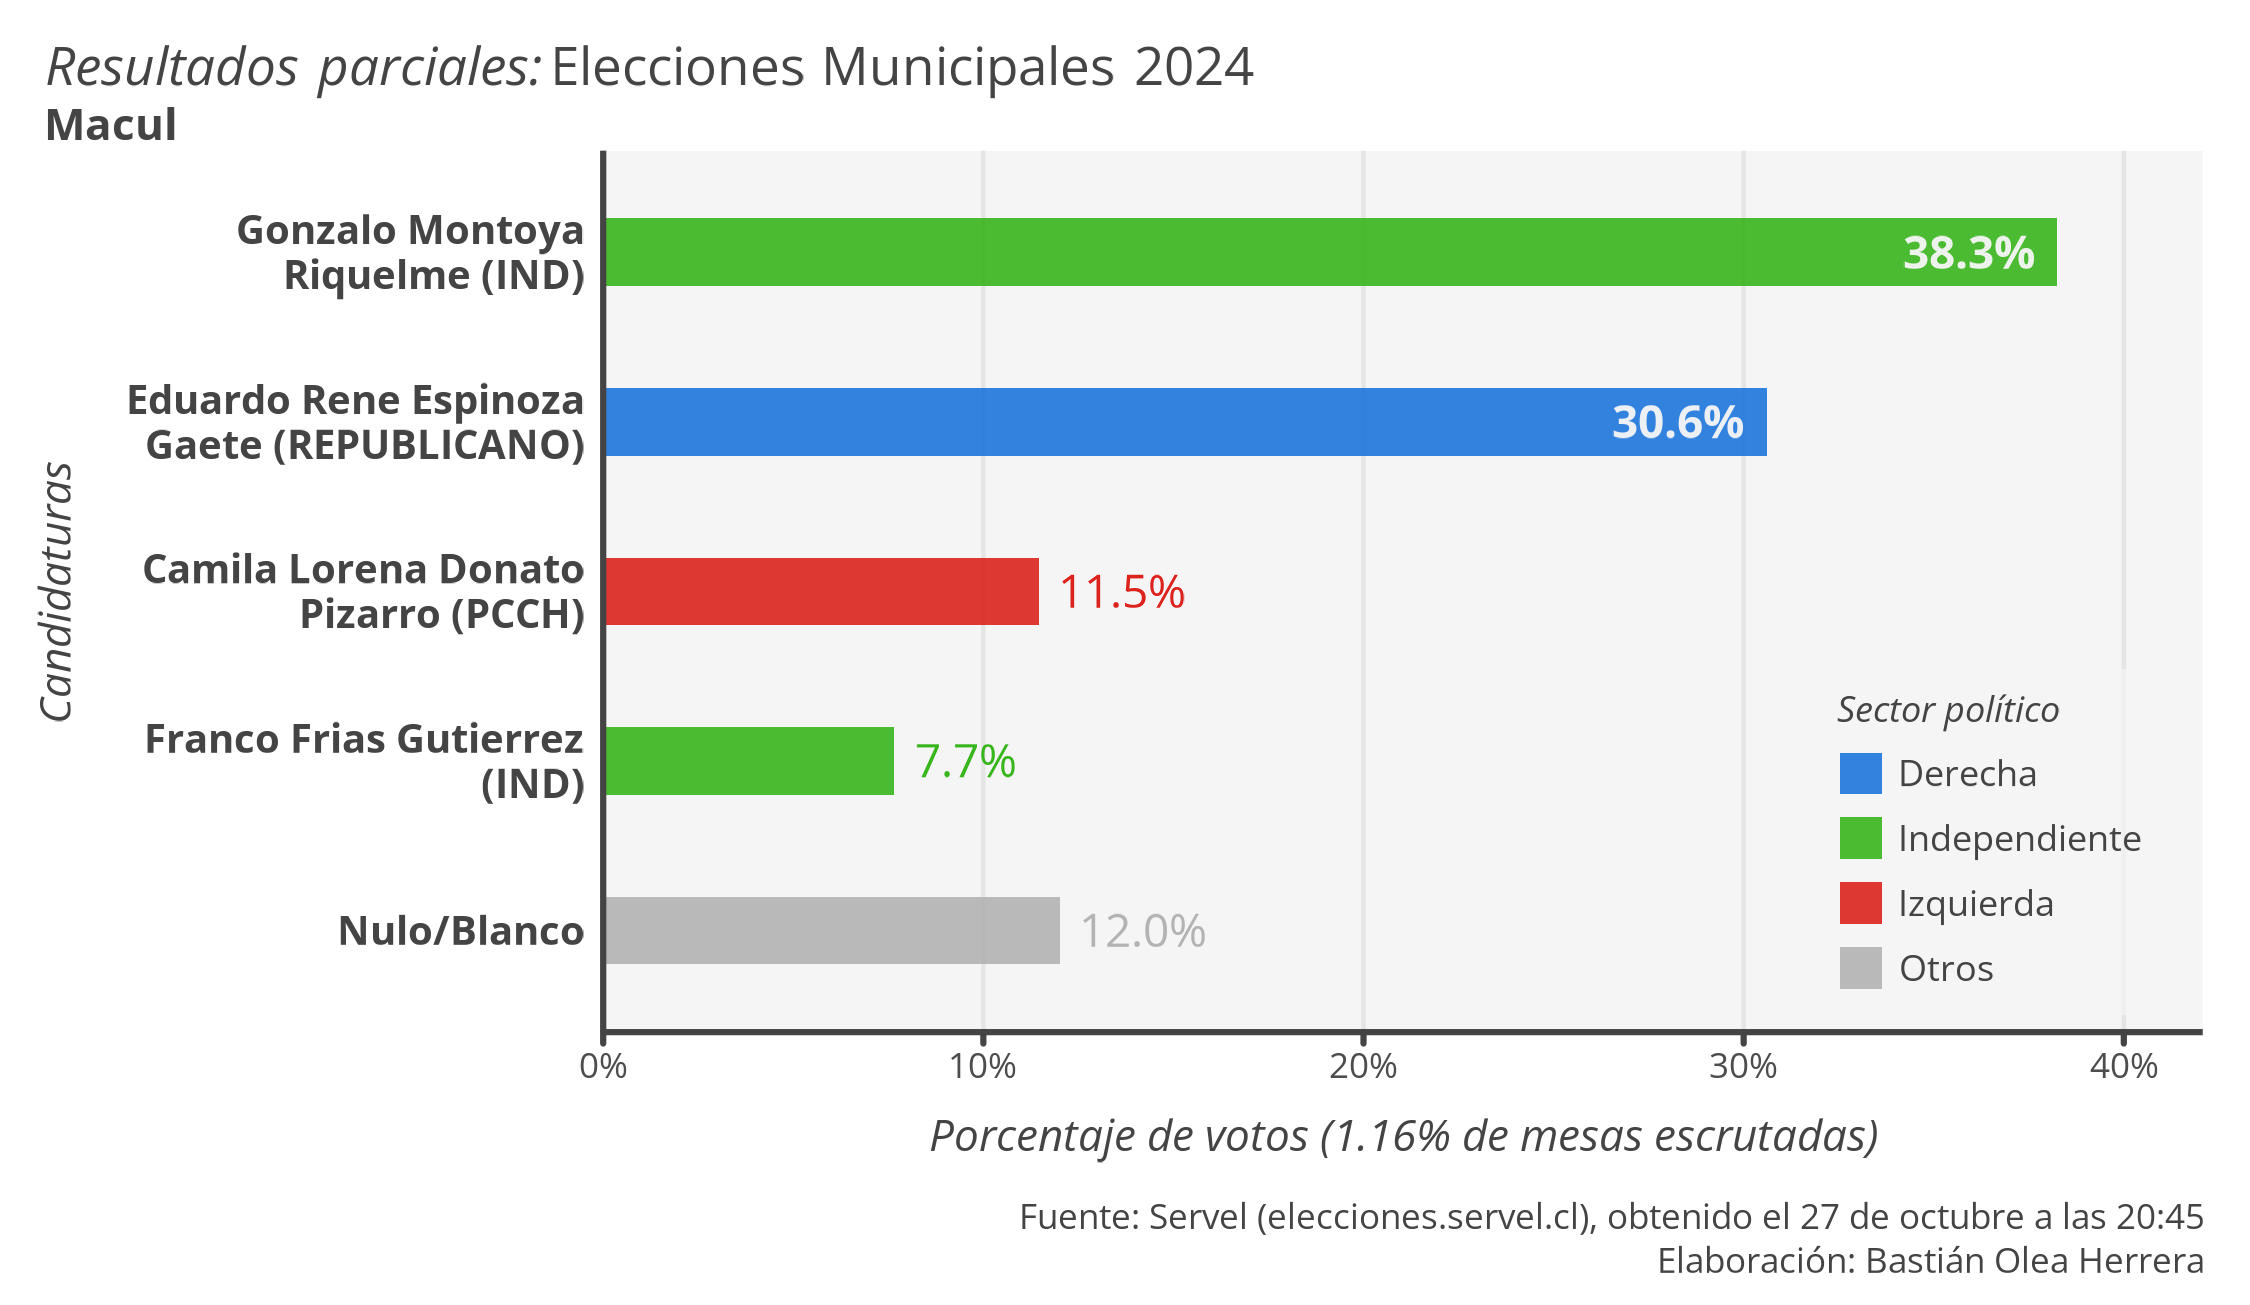 Resultados parciales: Elecciones Municipales 2024
Macul
Candidaturas
Gonzalo Montoya
Riquelme (IND)
38.3%
Eduardo Rene Espinoza
Gaete (REPUBLICANO)
30.6%
Camila Lorena Donato
Pizarro (PCCH)
11.5%
Franco Frias Gutierrez
(IND)
7.7%
Nulo/Blanco
12.0%
Sector político
Derecha
Independiente
Izquierda
Otros
0% 10% 20% 30% 40%
Porcentaje de votos (1.16% de mesas escrutadas)
Fuente: Servel (elecciones.servel.cl), obtenido el 27 de octubre a las 20:45
Elaboración: Bastián Olea Herrera